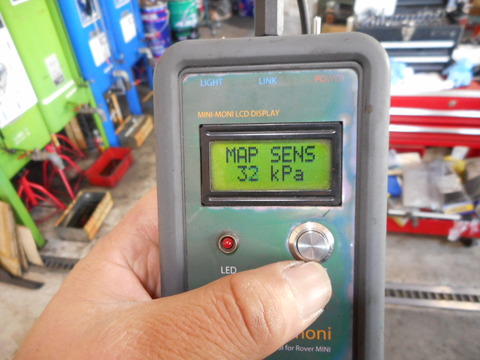 LIGHT LINK POWER
MINI-MONI LCD DISPLAY
MAP SENS
32 kPa
LED
moni
for Rover MINI